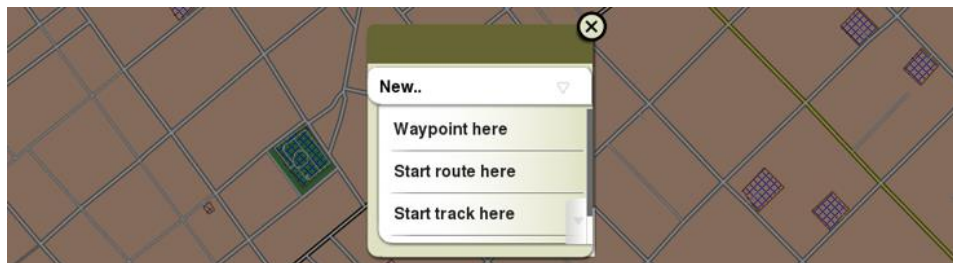 New..
Waypoint here
Start route here
Start track here